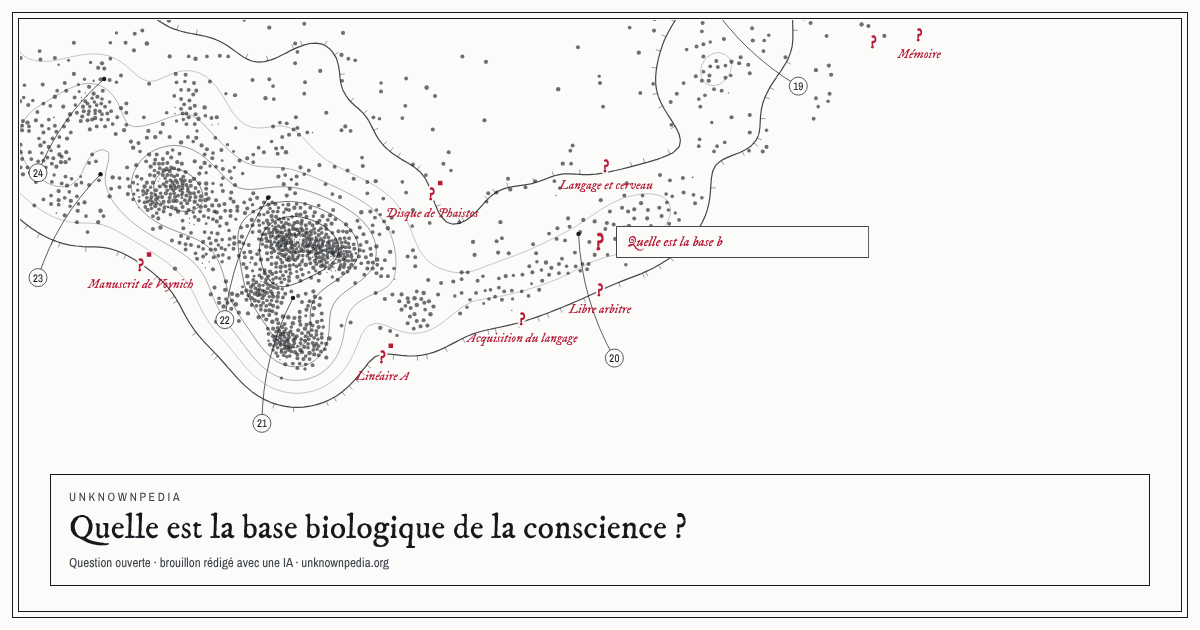 Mémoire
19
24
Langage et cerveau
Disque de Phaistos
Quelle est la base b
23
Manuscrit de Voynich
22
Libre arbitre
Acquisition du langage
20
Linéaire A
21
UNKNOWNPEDIA
Quelle est la base biologique de la conscience ?
Question ouverte · brouillon rédigé avec une IA · unknownpedia.org